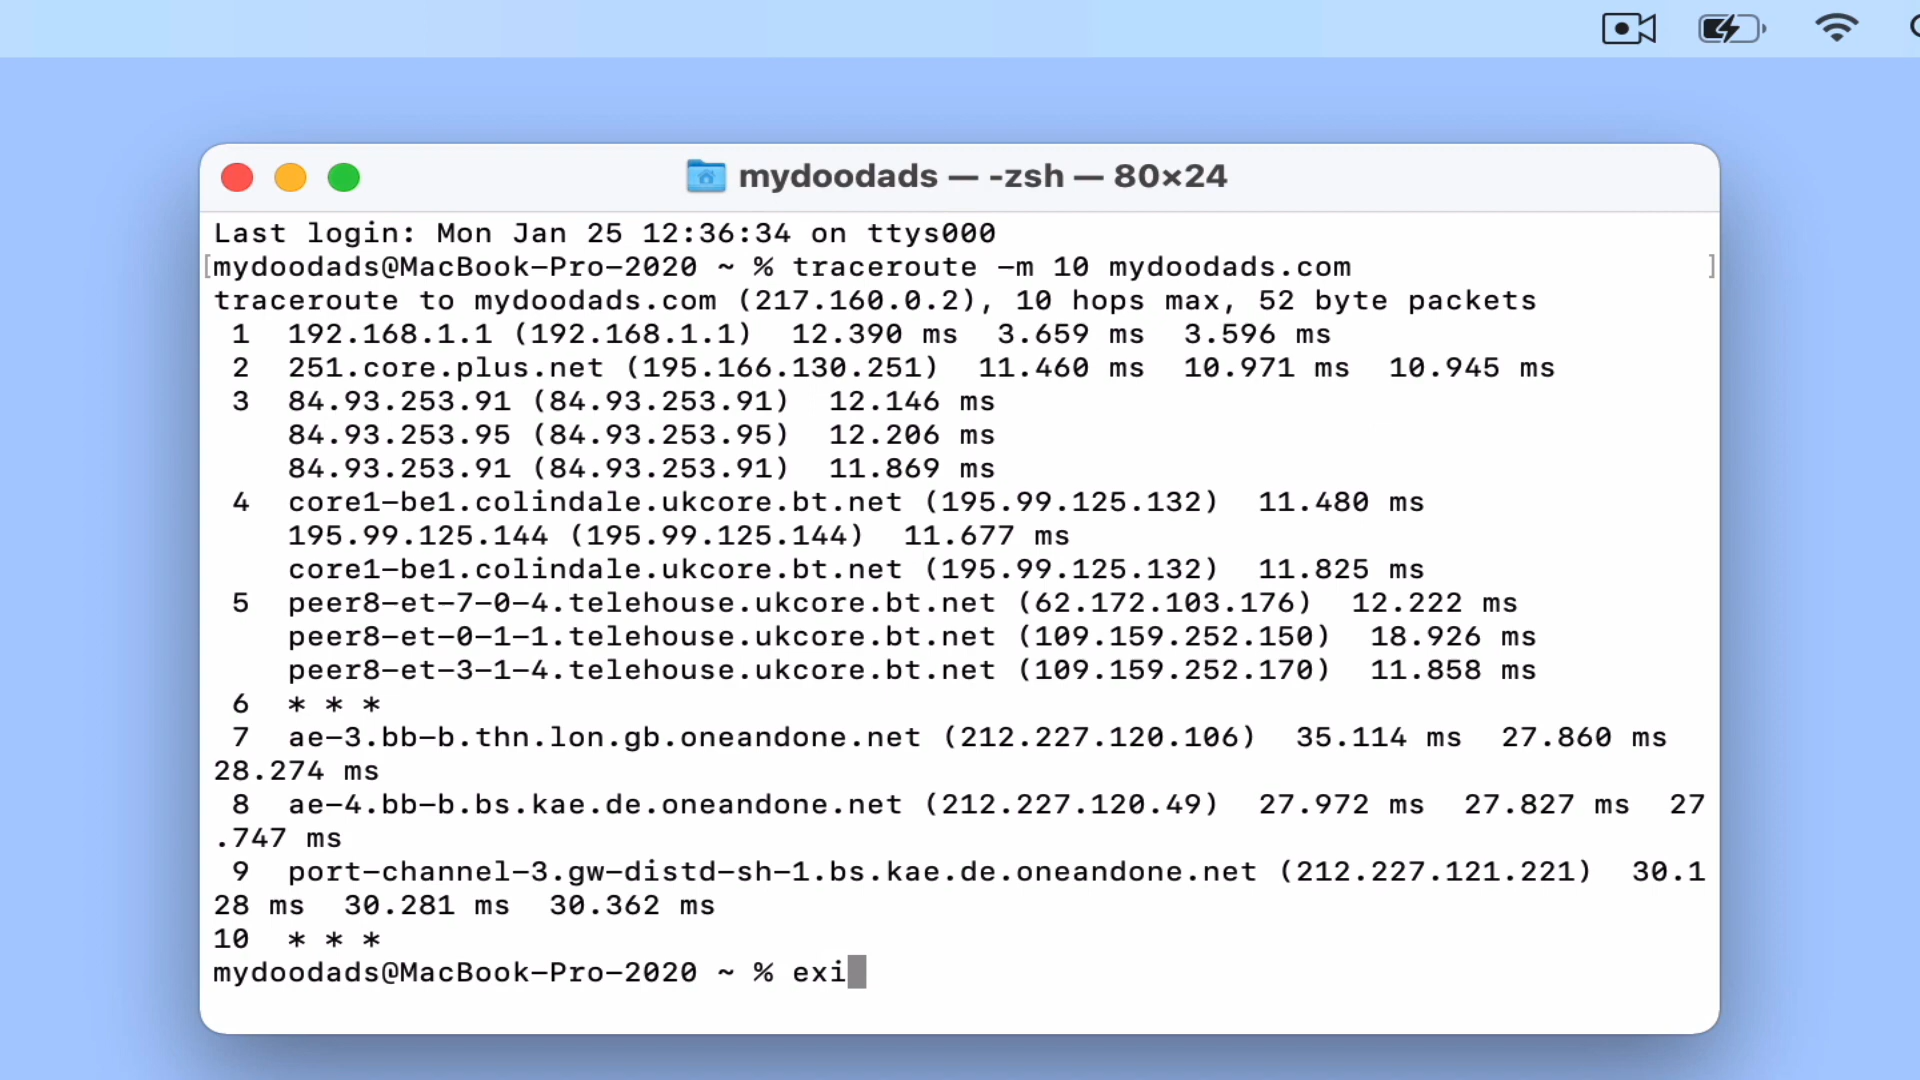 mydoodads — -zsh — 80×24
Last login: Mon Jan 25 12:36:34 on ttys000
[mydoodads@MacBook-Pro-2020 ~ % traceroute -m 10 mydoodads.com ]
traceroute to mydoodads.com (217.160.0.2), 10 hops max, 52 byte packets
 1  192.168.1.1 (192.168.1.1)  12.390 ms  3.659 ms  3.596 ms
 2  251.core.plus.net (195.166.130.251)  11.460 ms  10.971 ms  10.945 ms
 3  84.93.253.91 (84.93.253.91)  12.146 ms
    84.93.253.95 (84.93.253.95)  12.206 ms
    84.93.253.91 (84.93.253.91)  11.869 ms
 4  core1-be1.colindale.ukcore.bt.net (195.99.125.132)  11.480 ms
    195.99.125.144 (195.99.125.144)  11.677 ms
    core1-be1.colindale.ukcore.bt.net (195.99.125.132)  11.825 ms
 5  peer8-et-7-0-4.telehouse.ukcore.bt.net (62.172.103.176)  12.222 ms
    peer8-et-0-1-1.telehouse.ukcore.bt.net (109.159.252.150)  18.926 ms
    peer8-et-3-1-4.telehouse.ukcore.bt.net (109.159.252.170)  11.858 ms
 6  * * *
 7  ae-3.bb-b.thn.lon.gb.oneandone.net (212.227.120.106)  35.114 ms  27.860 ms
28.274 ms
 8  ae-4.bb-b.bs.kae.de.oneandone.net (212.227.120.49)  27.972 ms  27.827 ms  27
.747 ms
 9  port-channel-3.gw-distd-sh-1.bs.kae.de.oneandone.net (212.227.121.221)  30.1
28 ms  30.281 ms  30.362 ms
10  * * *
mydoodads@MacBook-Pro-2020 ~ % exi